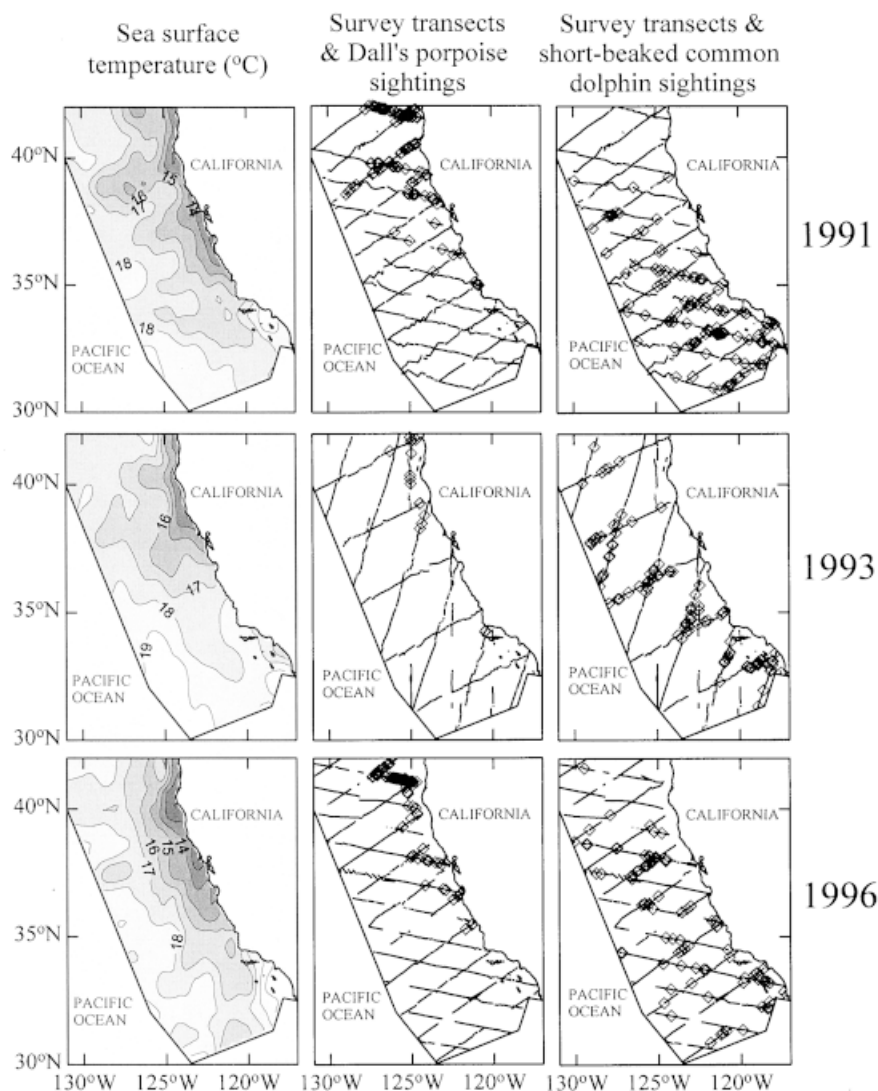 Sea surface
temperature (°C)
Survey transects
& Dall's porpoise
sightings
Survey transects &
short-beaked common
dolphin sightings
40°N
35°N
30°N
CALIFORNIA
PACIFIC
OCEAN
15
14
16
17
18
18
CALIFORNIA
PACIFIC
OCEAN
CALIFORNIA
PACIFIC
OCEAN
1991
40°N
35°N
30°N
CALIFORNIA
PACIFIC
OCEAN
16
17
18
19
CALIFORNIA
PACIFIC
OCEAN
CALIFORNIA
PACIFIC
OCEAN
1993
40°N
35°N
30°N
CALIFORNIA
PACIFIC
OCEAN
14
15
16
17
18
CALIFORNIA
PACIFIC
OCEAN
CALIFORNIA
PACIFIC
OCEAN
1996
130°W 125°W 120°W
130°W 125°W 120°W
130°W 125°W 120°W